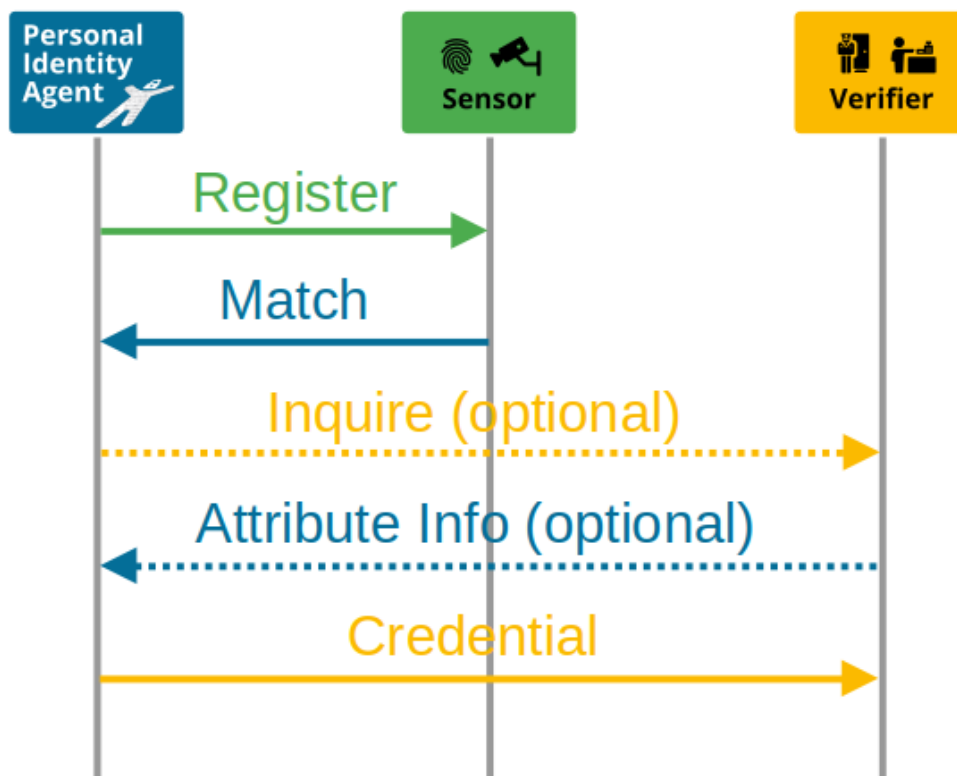 Personal
Identity
Agent
Sensor
Verifier
Register
Match
Inquire (optional)
Attribute Info (optional)
Credential